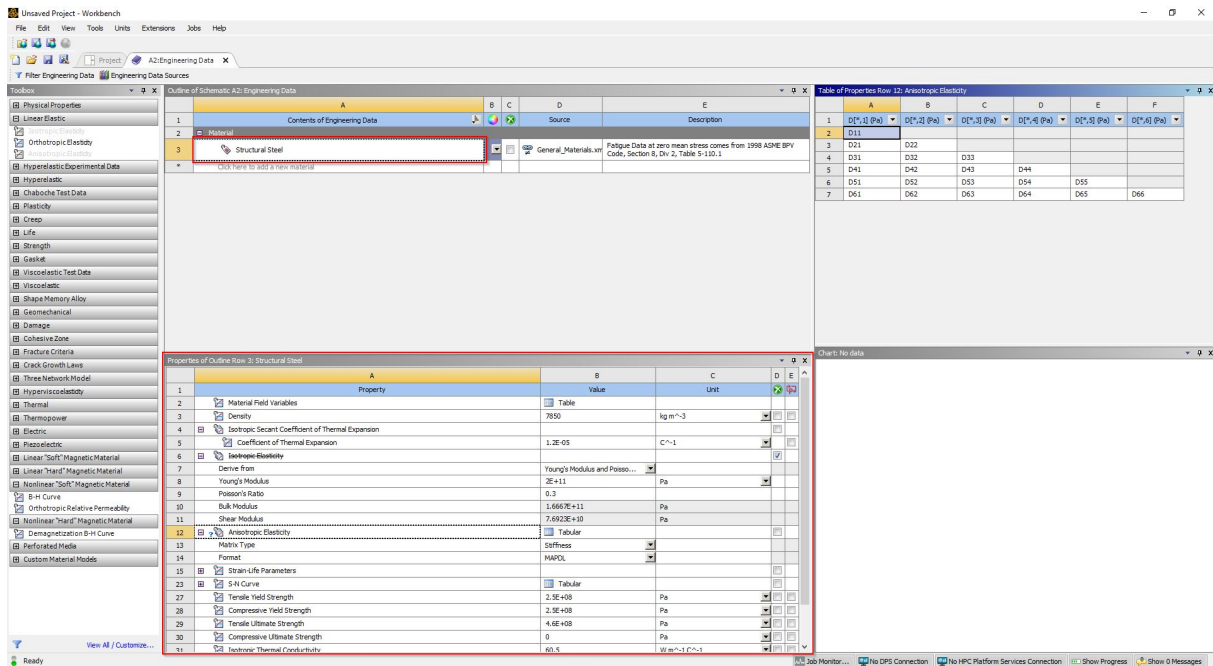 Unsaved Project - Workbench
File Edit View Tools Units Extensions Jobs Help
Project A2:Engineering Data X
Filter Engineering Data Engineering Data Sources
Toolbox
Physical Properties
Linear Elastic
Isotropic Elasticity
Orthotropic Elasticity
Anisotropic Elasticity
Hyperelastic Experimental Data
Hyperelastic
Chaboche Test Data
Plasticity
Creep
Life
Strength
Gasket
Viscoelastic Test Data
Viscoelastic
Shape Memory Alloy
Geomechanical
Damage
Cohesive Zone
Fracture Criteria
Crack Growth Laws
Three Network Model
Hyperviscoelasticity
Thermal
Thermopower
Electric
Piezoelectric
Linear "Soft" Magnetic Material
Linear "Hard" Magnetic Material
Nonlinear "Soft" Magnetic Material
B-H Curve
Orthotropic Relative Permeability
Nonlinear "Hard" Magnetic Material
Demagnetization B-H Curve
Perforated Media
Custom Material Models
View All / Customize...
Ready
Outline of Schematic A2: Engineering Data
A B C D E
1 Contents of Engineering Data Source Description
2 Material
3 Structural Steel General_Materials.xm Fatigue Data at zero mean stress comes from 1998 ASME BPV
Code, Section 8, Div 2, Table 5-110.1
* Click here to add a new material
Properties of Outline Row 3: Structural Steel
A B C D E
1 Property Value Unit
2 Material Field Variables Table
3 Density 7850 kg m^-3
4 Isotropic Secant Coefficient of Thermal Expansion
5 Coefficient of Thermal Expansion 1.2E-05 C^-1
6 Isotropic Elasticity
7 Derive from Young's Modulus and Poisso...
8 Young's Modulus 2E+11 Pa
9 Poisson's Ratio 0.3
10 Bulk Modulus 1.6667E+11 Pa
11 Shear Modulus 7.6923E+10 Pa
12 ? Anisotropic Elasticity Tabular
13 Matrix Type Stiffness
14 Format MAPDL
15 Strain-Life Parameters
23 S-N Curve Tabular
27 Tensile Yield Strength 2.5E+08 Pa
28 Compressive Yield Strength 2.5E+08 Pa
29 Tensile Ultimate Strength 4.6E+08 Pa
30 Compressive Ultimate Strength 0 Pa
31 Isotropic Thermal Conductivity 60.5 W m^-1 C^-1
Table of Properties Row 12: Anisotropic Elasticity
A B C D E F
1 D[*,1] (Pa) D[*,2] (Pa) D[*,3] (Pa) D[*,4] (Pa) D[*,5] (Pa) D[*,6] (Pa)
2 D11
3 D21 D22
4 D31 D32 D33
5 D41 D42 D43 D44
6 D51 D52 D53 D54 D55
7 D61 D62 D63 D64 D65 D66
Chart: No data
Job Monitor... No DPS Connection No HPC Platform Services Connection Show Progress Show 0 Messages